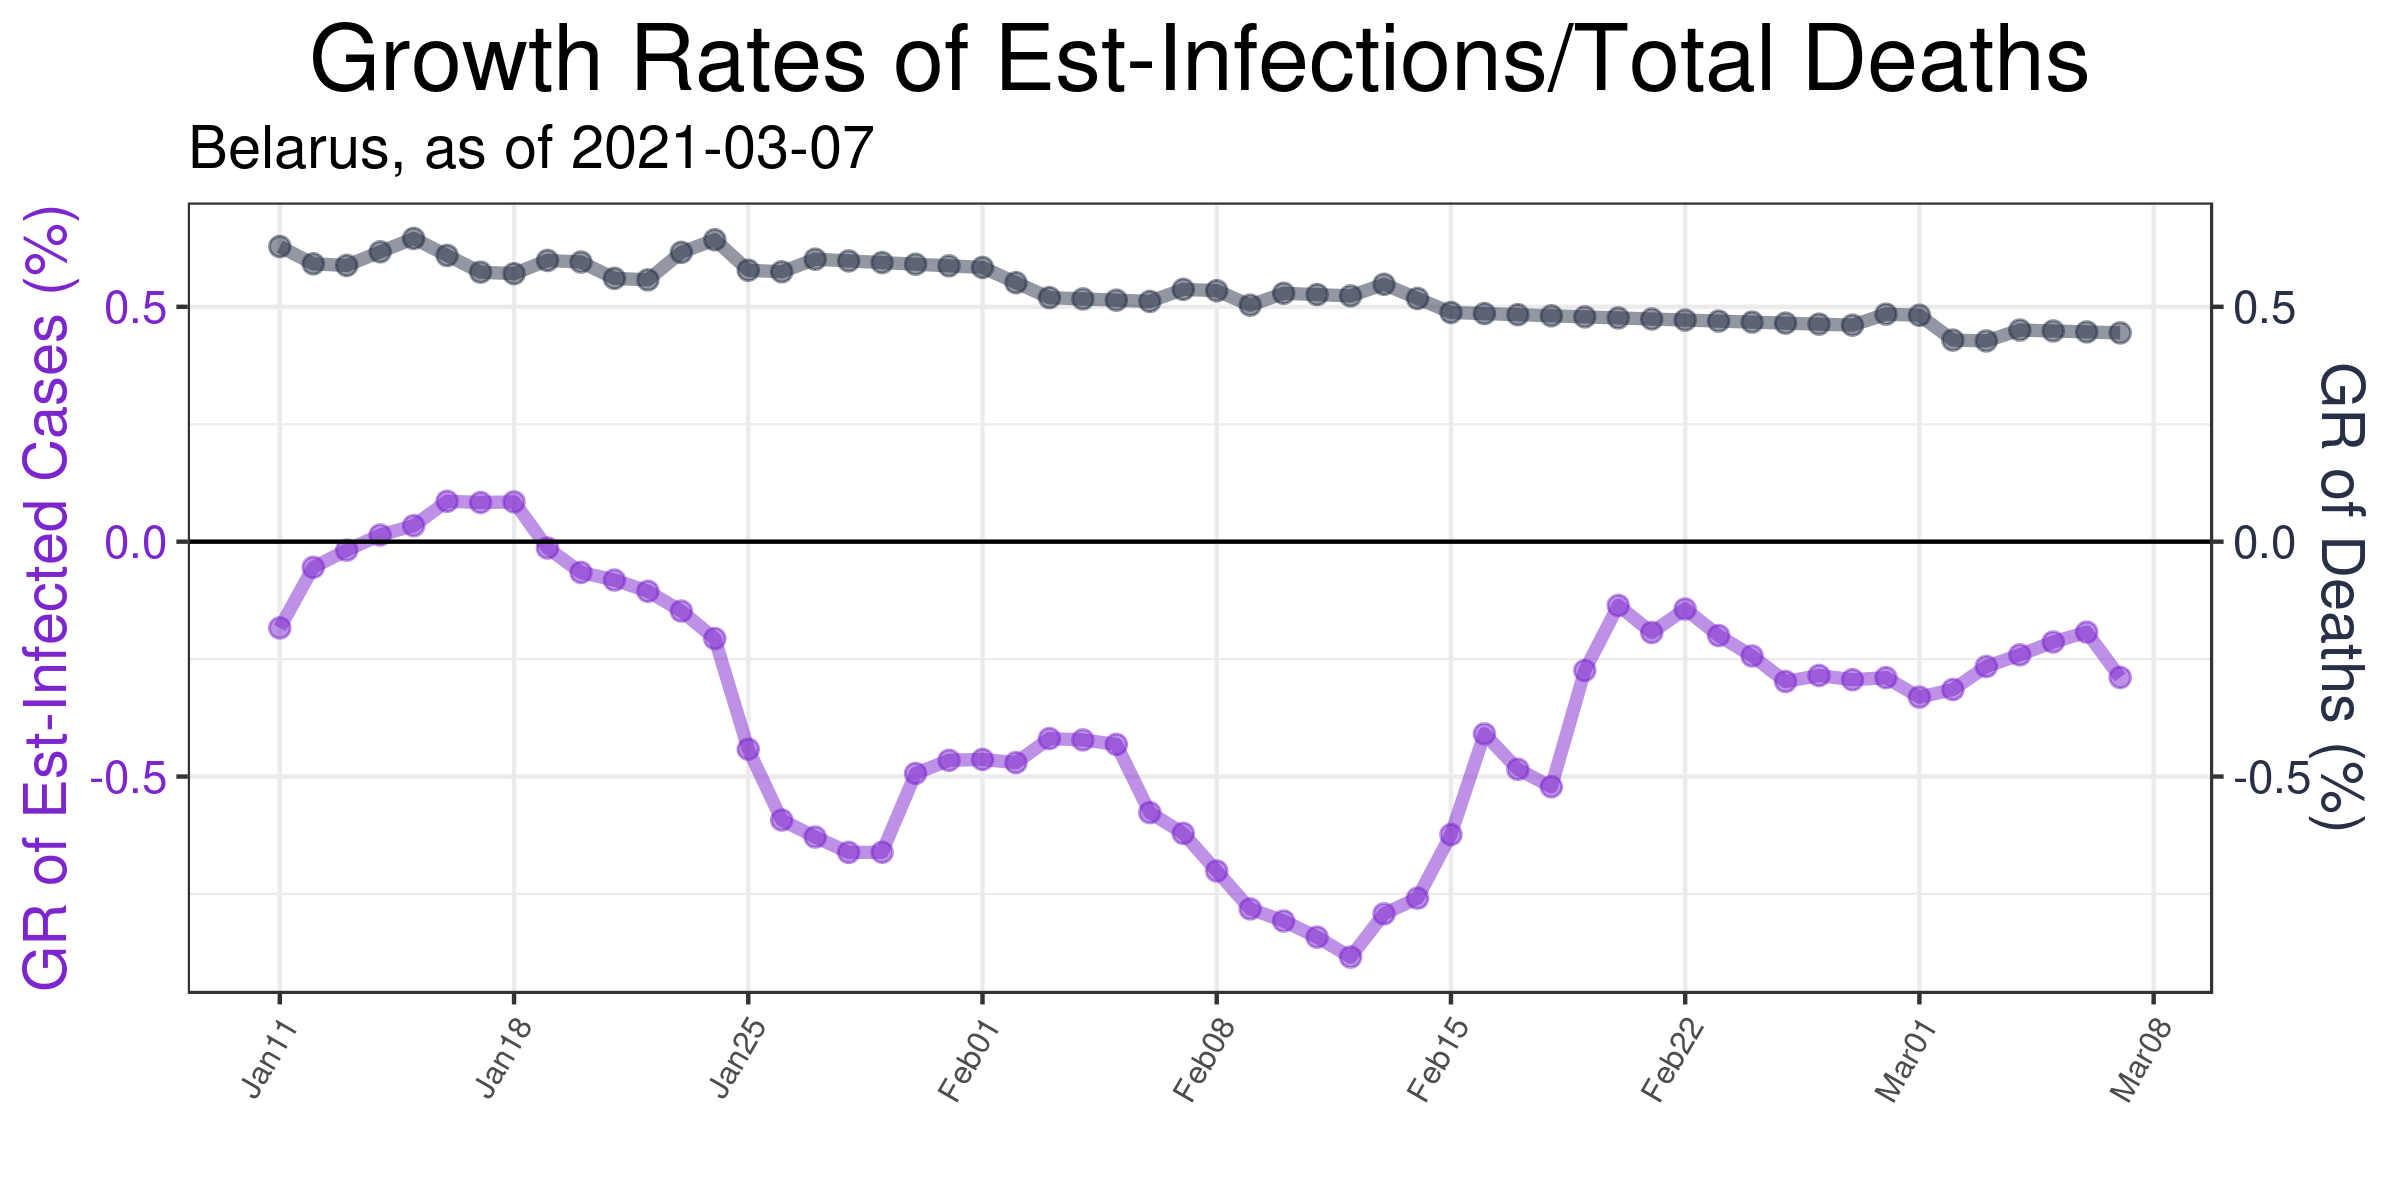 Growth Rates of Est-Infections/Total Deaths
Belarus, as of 2021-03-07
GR of Est-Infected Cases (%)
0.5
0.0
-0.5
0.5
0.0
-0.5
GR of Deaths (%)
Jan11
Jan18
Jan25
Feb01
Feb08
Feb15
Feb22
Mar01
Mar08